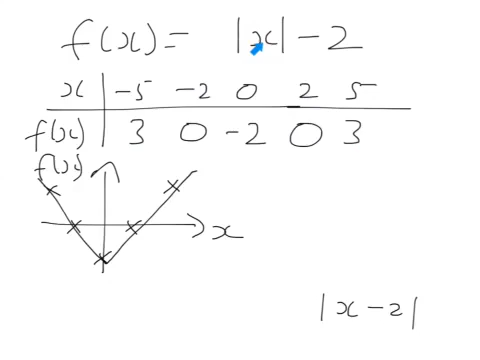 f(x) = |x| - 2
x -5 -2 0 2 5
f(x) 3 0 -2 0 3
f(x)
x
|x - 2|